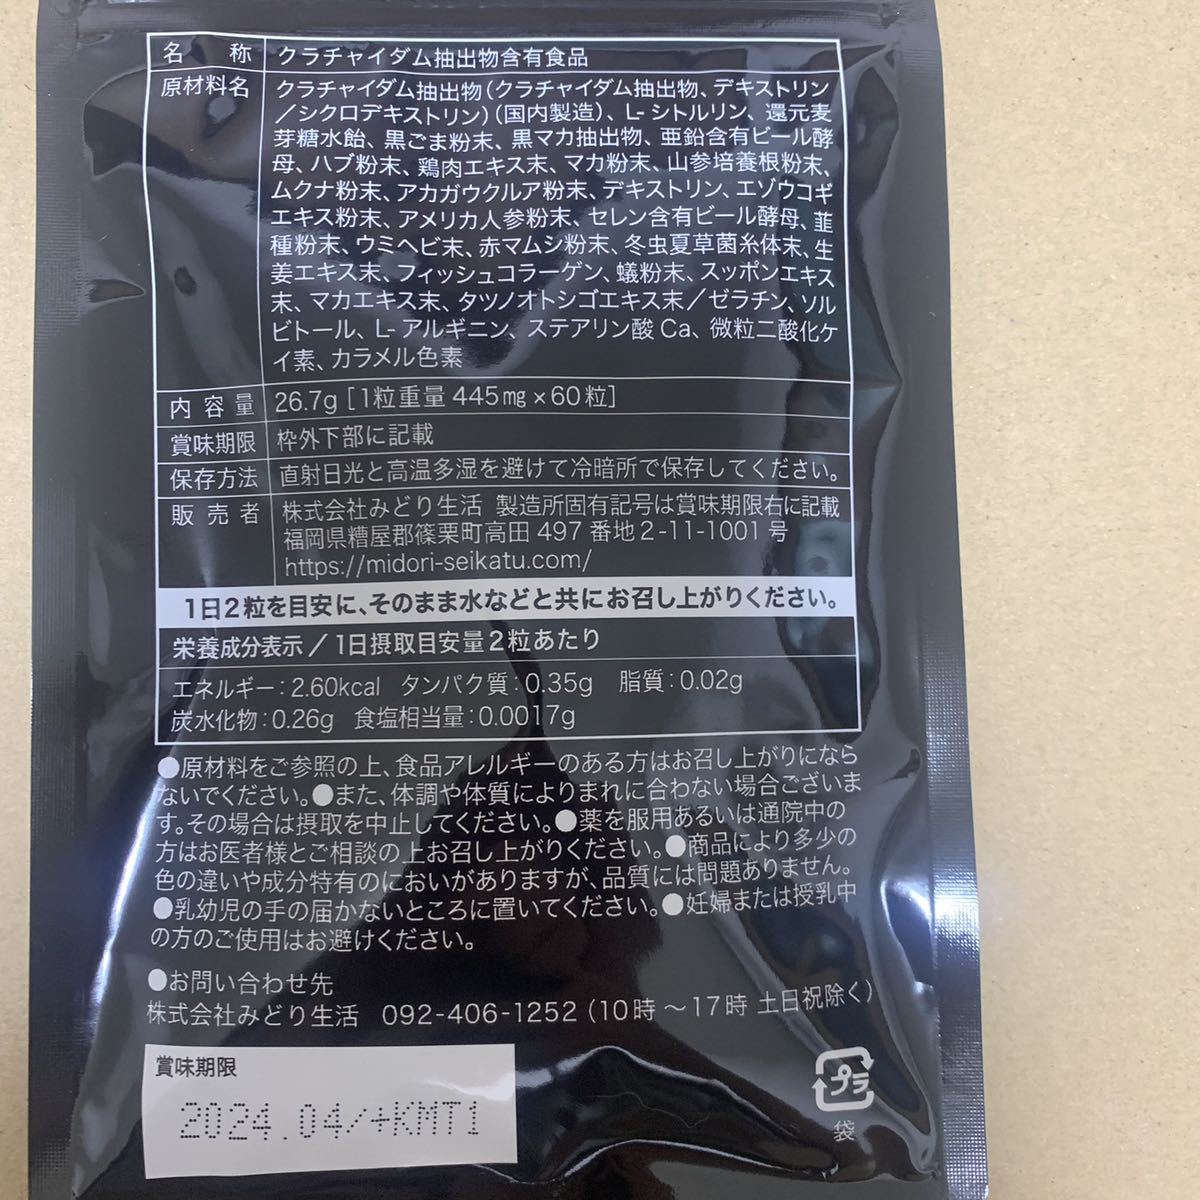 名称 クラチャイダム抽出物含有食品
原材料名 クラチャイダム抽出物(クラチャイダム抽出物、デキストリン
/シクロデキストリン)(国内製造)、L-シトルリン、還元麦
芽糖水飴、黒ごま粉末、黒マカ抽出物、亜鉛含有ビール酵
母、ハブ粉末、鶏肉エキス末、マカ粉末、山参培養根粉末、
ムクナ粉末、アカガウクルア粉末、デキストリン、エゾウコギ
エキス粉末、アメリカ人参粉末、セレン含有ビール酵母、韮
種粉末、ウミヘビ末、赤マムシ粉末、冬虫夏草菌糸体末、生
姜エキス末、フィッシュコラーゲン、蟻粉末、スッポンエキス
末、マカエキス末、タツノオトシゴエキス末/ゼラチン、ソル
ビトール、L-アルギニン、ステアリン酸Ca、微粒二酸化ケ
イ素、カラメル色素
内容量 26.7g[1粒重量 445mg×60粒]
賞味期限 枠外下部に記載
保存方法 直射日光と高温多湿を避けて冷暗所で保存してください。
販売者 株式会社みどり生活 製造所固有記号は賞味期限右に記載
福岡県糟屋郡篠栗町高田 497 番地2-11-1001 号
https://midori-seikatu.com/
1日2粒を目安に、そのまま水などと共にお召し上がりください。
栄養成分表示/1日摂取目安量2粒あたり
エネルギー:2.60kcal タンパク質:0.35g 脂質:0.02g
炭水化物:0.26g 食塩相当量:0.0017g
●原材料をご参照の上、食品アレルギーのある方はお召し上がりになら
ないでください。●また、体調や体質によりまれに合わない場合ございま
す。その場合は摂取を中止してください。●薬を服用あるいは通院中の
方はお医者様とご相談の上お召し上がりください。●商品により多少の
色の違いや成分特有のにおいがありますが、品質には問題ありません。
●乳幼児の手の届かないところに置いてください。●妊婦または授乳中
の方のご使用はお避けください。
●お問い合わせ先
株式会社みどり生活 092-406-1252(10時～17時 土日祝除く)
賞味期限
2024.04/+KMT1
プラ
袋